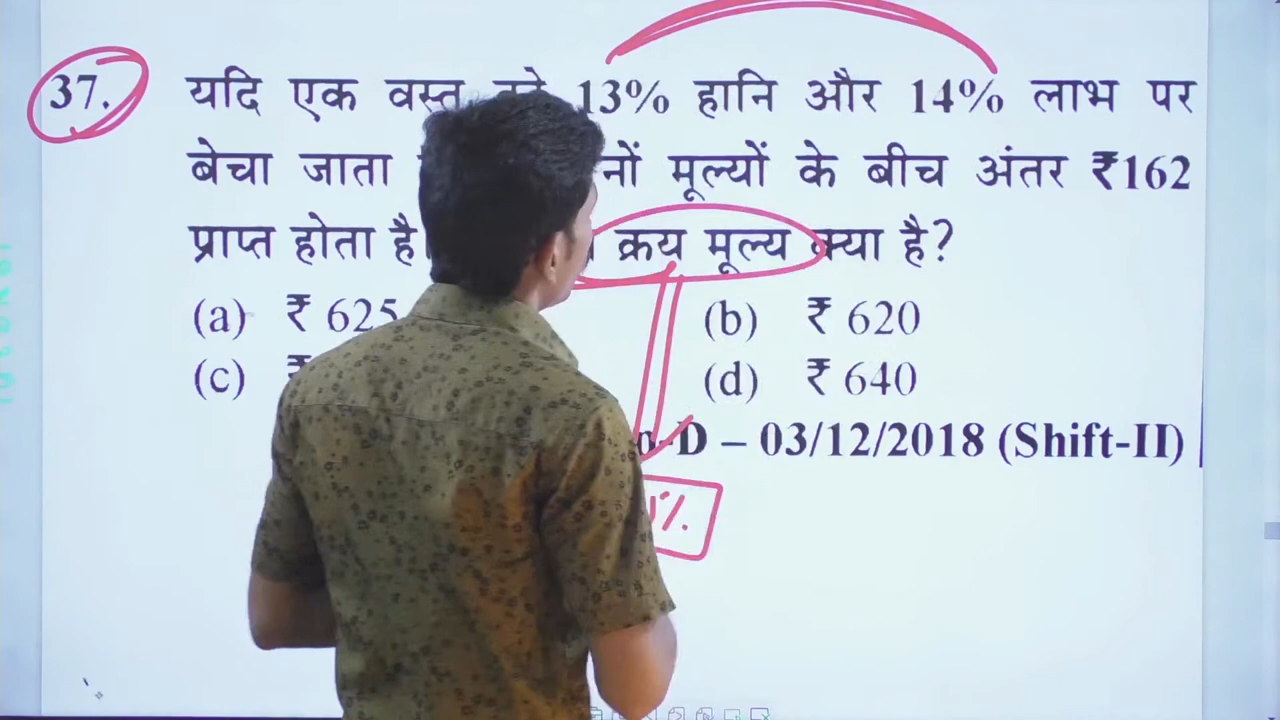 37. यदि एक वस्तु 13% हानि और 14% लाभ पर
बेचा जाता मूल्यों के बीच अंतर ₹162
प्राप्त होता है। क्रय मूल्य क्या है?
(a) ₹ 625 (b) ₹ 620
(c) (d) ₹ 640
D – 03/12/2018 (Shift-II)